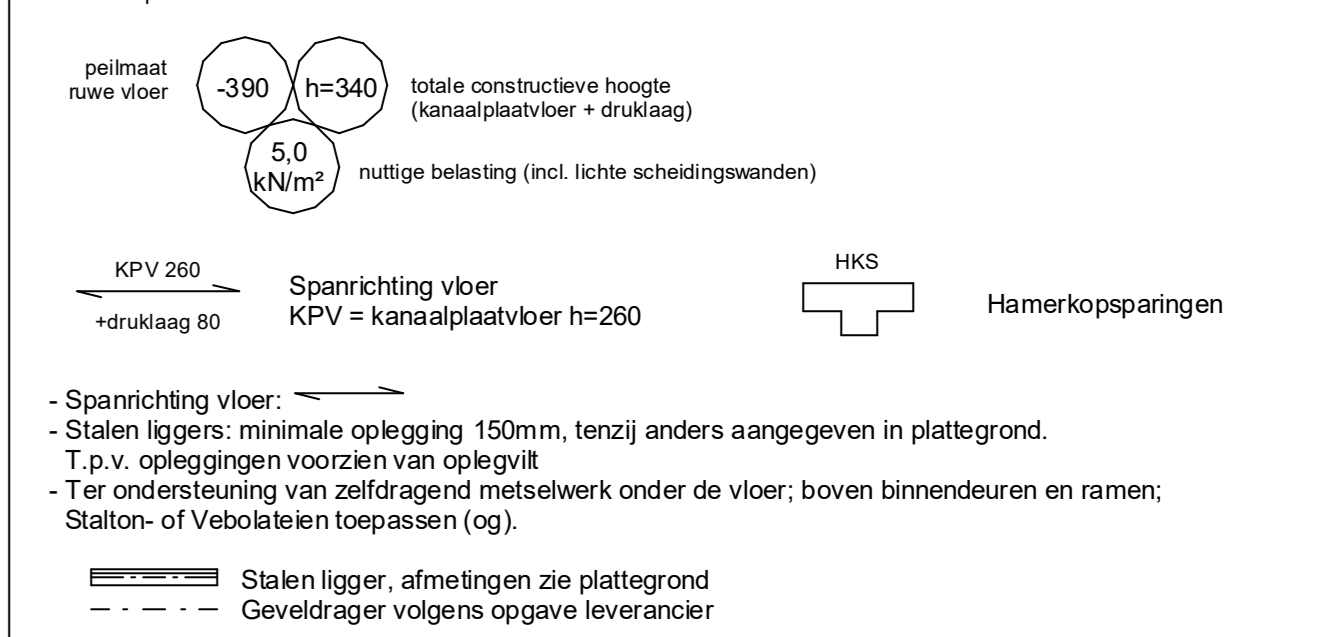 peilmaat
ruwe vloer
-390
h=340
totale constructieve hoogte
(kanaalplaatvloer + druklaag)
5,0
kN/m²
nuttige belasting (incl. lichte scheidingswanden)
KPV 260
+druklaag 80
Spanrichting vloer
KPV = kanaalplaatvloer h=260
HKS
Hamerkopsparingen
- Spanrichting vloer:
- Stalen liggers: minimale oplegging 150mm, tenzij anders aangegeven in plattegrond.
T.p.v. opleggingen voorzien van oplegvilt
- Ter ondersteuning van zelfdragend metselwerk onder de vloer; boven binnendeuren en ramen;
Stalton- of Vebolateien toepassen (og).
Stalen ligger, afmetingen zie plattegrond
Geveldrager volgens opgave leverancier